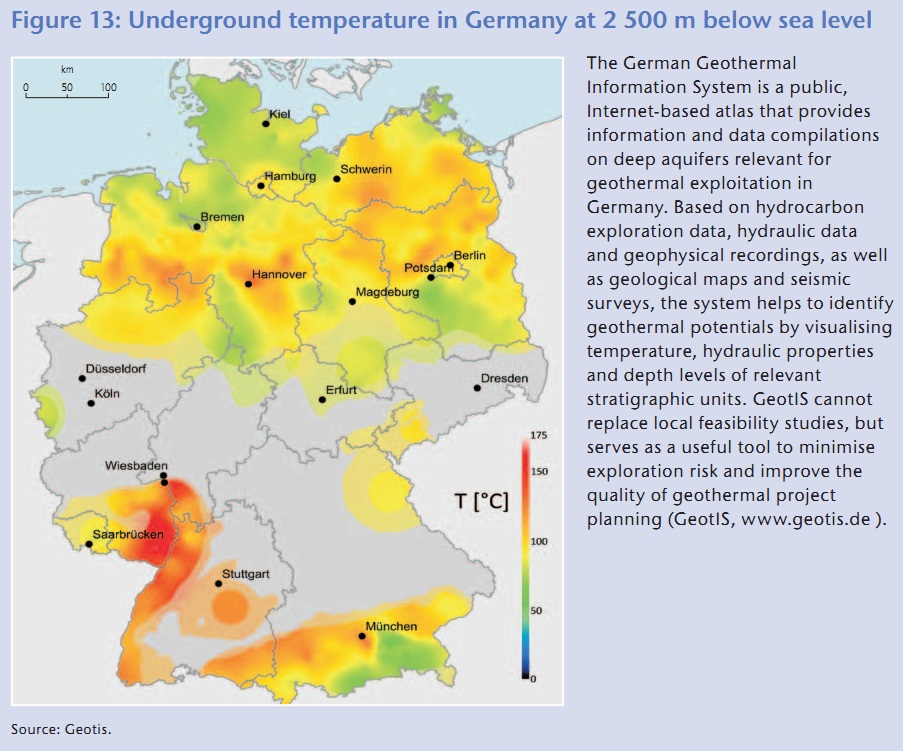 Figure 13: Underground temperature in Germany at 2 500 m below sea level
km
0 50 100
Kiel
Hamburg
Schwerin
Bremen
Berlin
Potsdam
Hannover
Magdeburg
Düsseldorf
Köln
Erfurt
Dresden
Wiesbaden
Saarbrücken
Stuttgart
München
T [°C]
175
150
100
50
0
The German Geothermal
Information System is a public,
Internet-based atlas that provides
information and data compilations
on deep aquifers relevant for
geothermal exploitation in
Germany. Based on hydrocarbon
exploration data, hydraulic data
and geophysical recordings, as well
as geological maps and seismic
surveys, the system helps to identify
geothermal potentials by visualising
temperature, hydraulic properties
and depth levels of relevant
stratigraphic units. GeotIS cannot
replace local feasibility studies, but
serves as a useful tool to minimise
exploration risk and improve the
quality of geothermal project
planning (GeotIS, www.geotis.de ).
Source: Geotis.